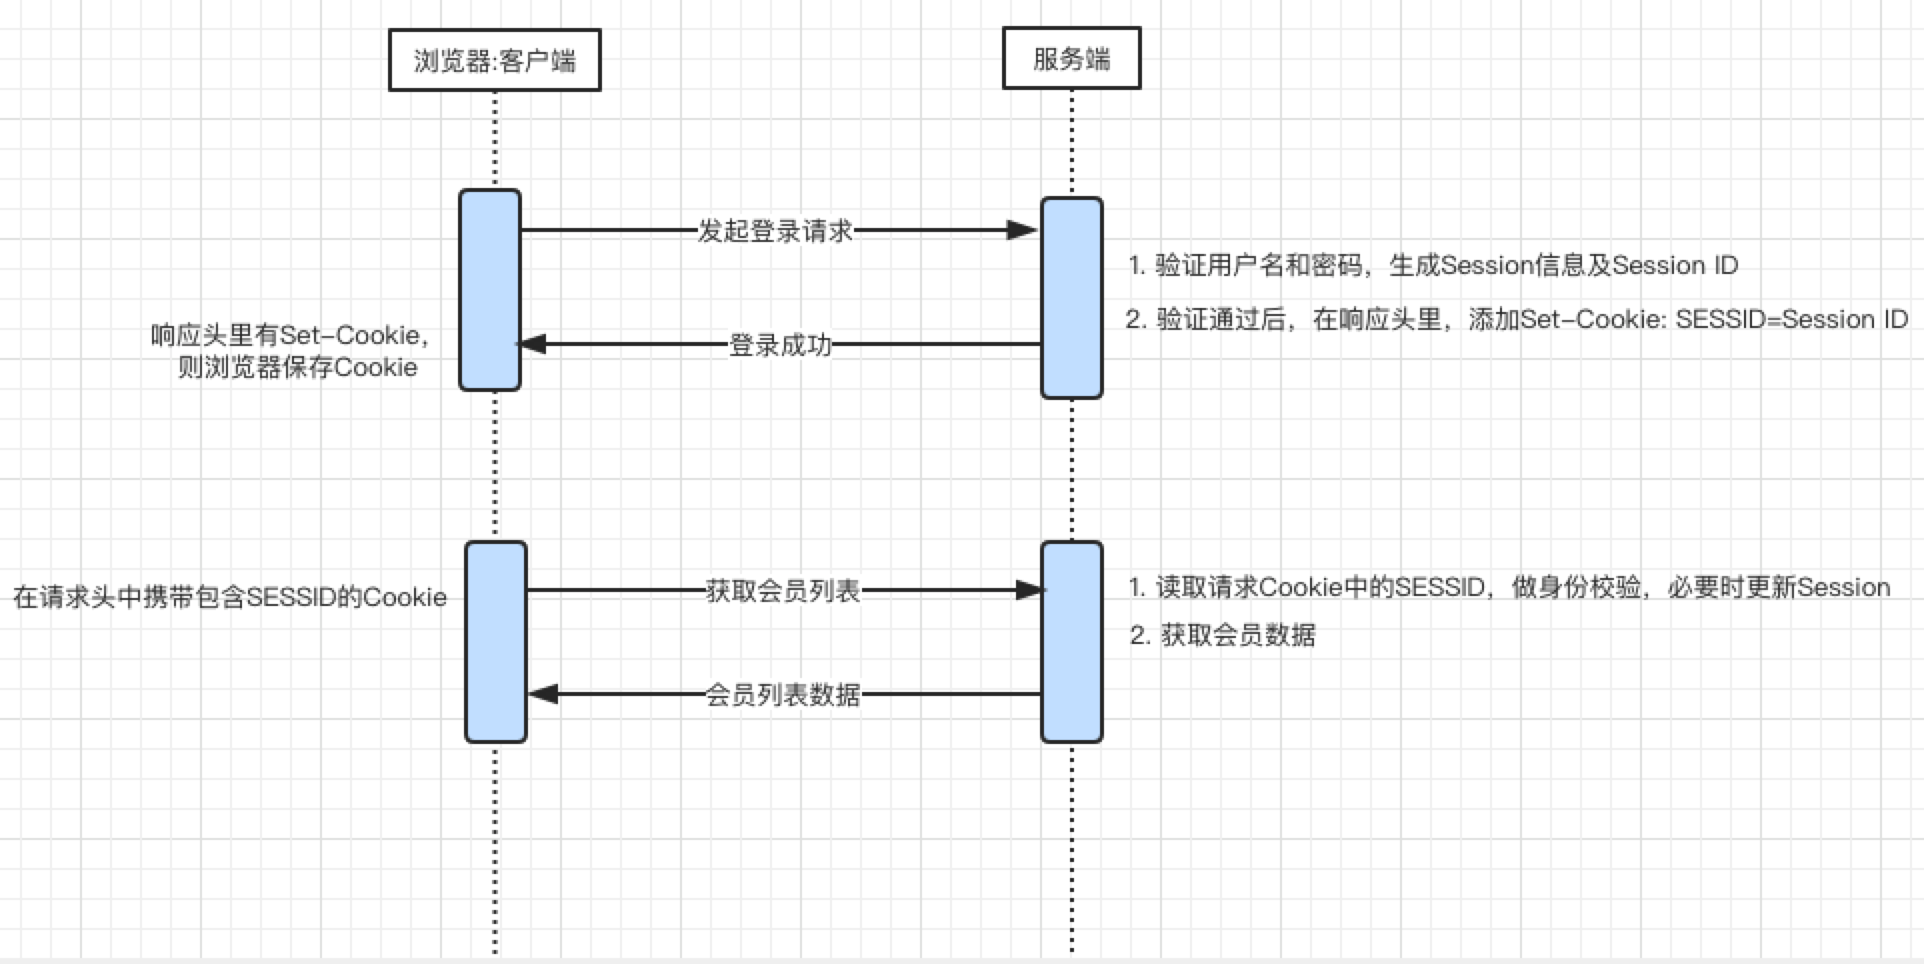 浏览器:客户端
服务端
发起登录请求
1. 验证用户名和密码，生成Session信息及Session ID
2. 验证通过后，在响应头里，添加Set-Cookie: SESSID=Session ID
响应头里有Set-Cookie，
则浏览器保存Cookie
登录成功
在请求头中携带包含SESSID的Cookie
获取会员列表
1. 读取请求Cookie中的SESSID，做身份校验，必要时更新Session
2. 获取会员数据
会员列表数据